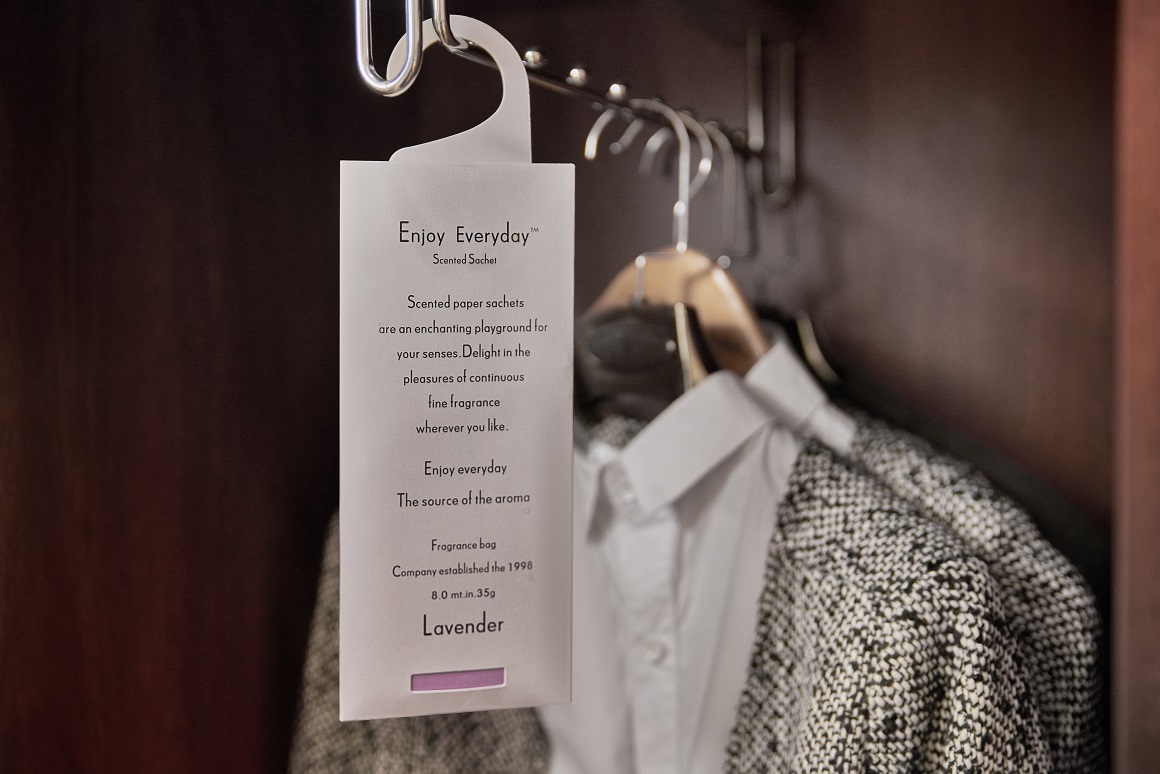 Enjoy Everyday™
Scented Sachet
Scented paper sachets
are an enchanting playground for
your senses.Delight in the
pleasures of continuous
fine fragrance
wherever you like.
Enjoy everyday
The source of the aroma
Fragrance bag
Company established the 1998
8.0 mt.in.35g
Lavender